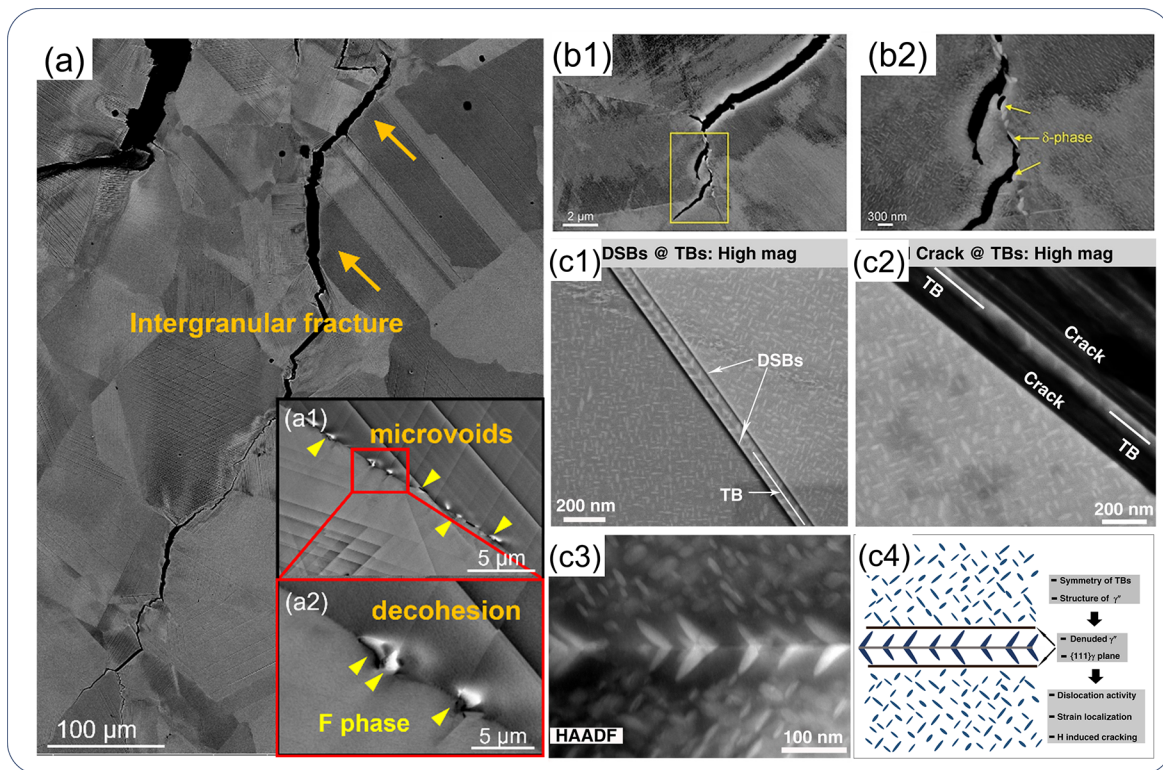 (a)
Intergranular fracture
100 µm
(a1)
microvoids
5 µm
(a2)
decohesion
F phase
5 µm
(b1)
2 µm
(b2)
δ-phase
300 nm
(c1)
DSBs @ TBs: High mag
DSBs
TB
200 nm
(c2)
Crack @ TBs: High mag
TB
Crack
Crack
TB
200 nm
(c3)
HAADF
100 nm
(c4)
Symmetry of TBs
Structure of γ″
Denuded γ″
{111}γ plane
Dislocation activity
Strain localization
H induced cracking